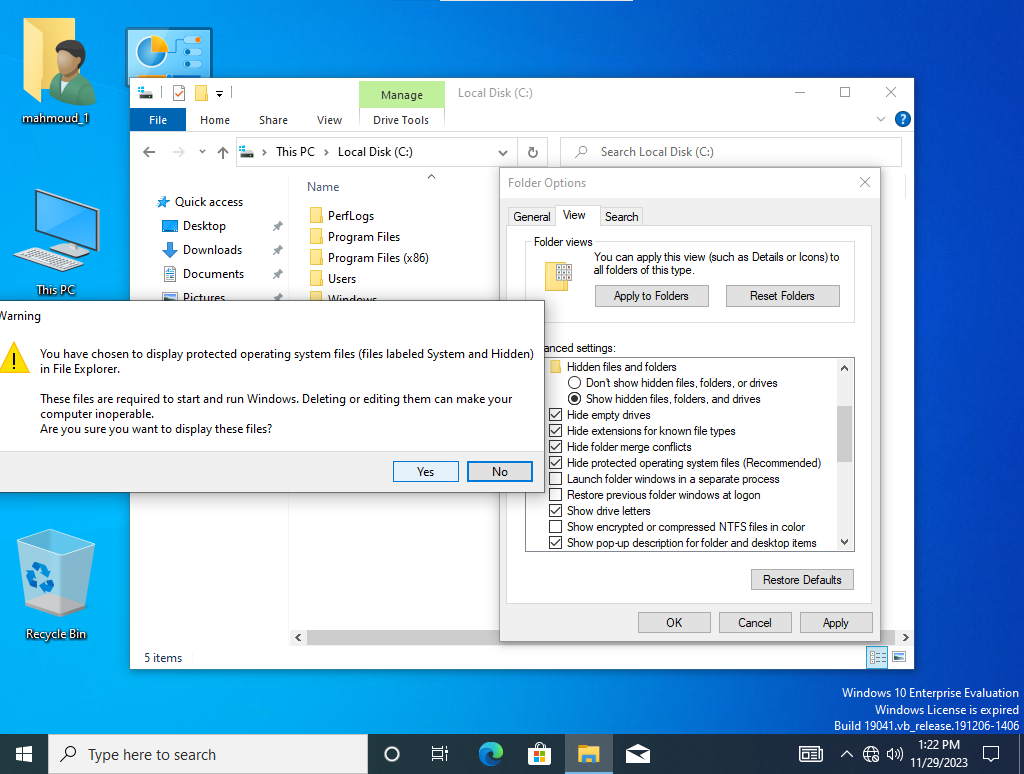 mahmoud_1
This PC
Recycle Bin
Manage
Local Disk (C:)
File
Home
Share
View
Drive Tools
This PC
Local Disk (C:)
Search Local Disk (C:)
Quick access
Desktop
Downloads
Documents
Pictures
Name
PerfLogs
Program Files
Program Files (x86)
Users
Windows
5 items
Folder Options
General
View
Search
Folder views
You can apply this view (such as Details or Icons) to
all folders of this type.
Apply to Folders
Reset Folders
anced settings:
Hidden files and folders
Don't show hidden files, folders, or drives
Show hidden files, folders, and drives
Hide empty drives
Hide extensions for known file types
Hide folder merge conflicts
Hide protected operating system files (Recommended)
Launch folder windows in a separate process
Restore previous folder windows at logon
Show drive letters
Show encrypted or compressed NTFS files in color
Show pop-up description for folder and desktop items
Restore Defaults
OK
Cancel
Apply
Warning
You have chosen to display protected operating system files (files labeled System and Hidden)
in File Explorer.
These files are required to start and run Windows. Deleting or editing them can make your
computer inoperable.
Are you sure you want to display these files?
Yes
No
Windows 10 Enterprise Evaluation
Windows License is expired
Build 19041.vb_release.191206-1406
Type here to search
1:22 PM
11/29/2023